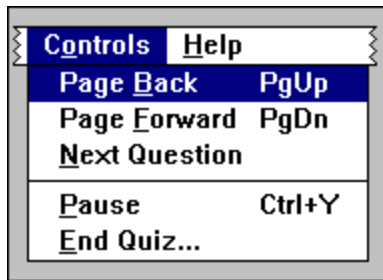 Controls Help
Page Back PgUp
Page Forward PgDn
Next Question
Pause Ctrl+Y
End Quiz...